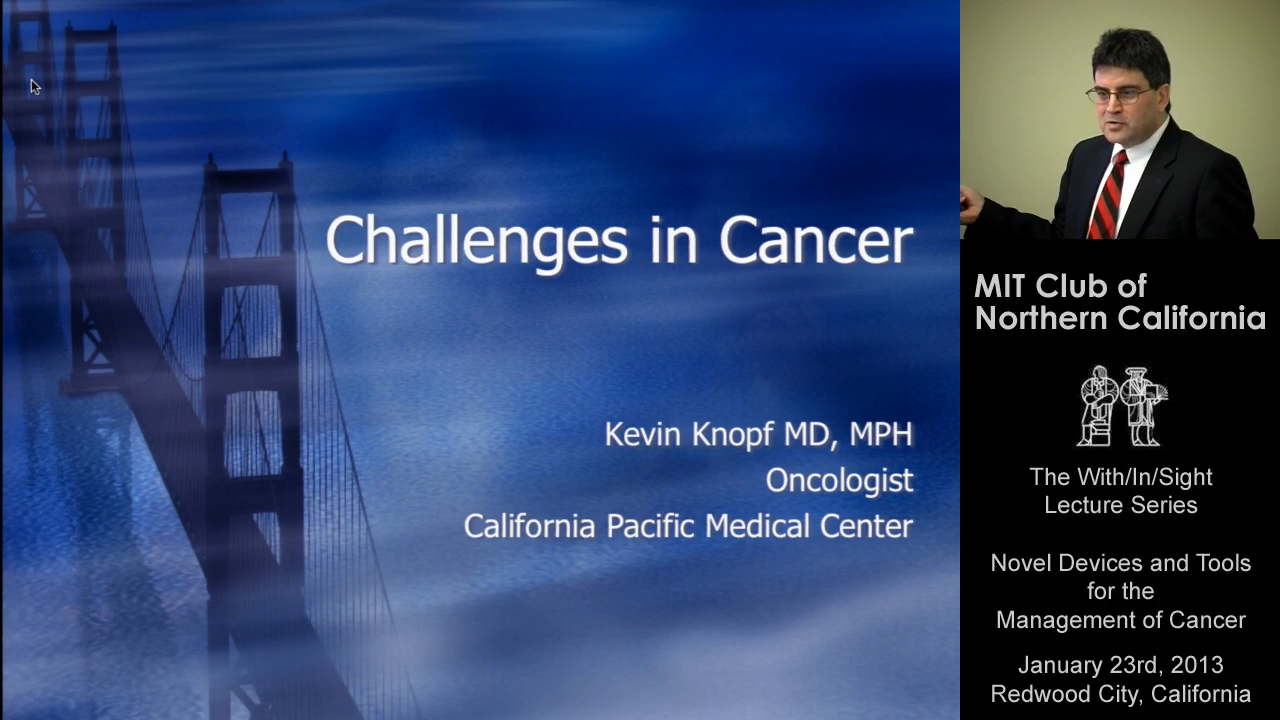 Challenges in Cancer
Kevin Knopf MD, MPH
Oncologist
California Pacific Medical Center
MIT Club of
Northern California
The With/In/Sight
Lecture Series
Novel Devices and Tools
for the
Management of Cancer
January 23rd, 2013
Redwood City, California